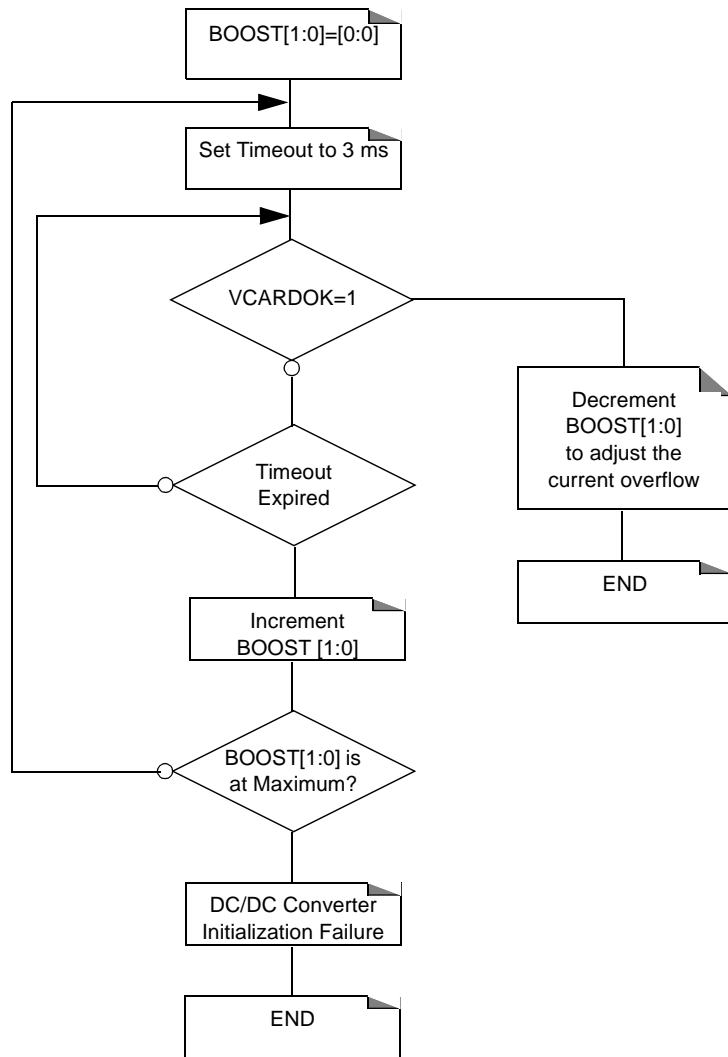 BOOST[1:0]=[0:0]
Set Timeout to 3 ms
VCARDOK=1
Decrement
BOOST[1:0]
to adjust the
current overflow
END
Timeout
Expired
Increment
BOOST [1:0]
BOOST[1:0] is
at Maximum?
DC/DC Converter
Initialization Failure
END